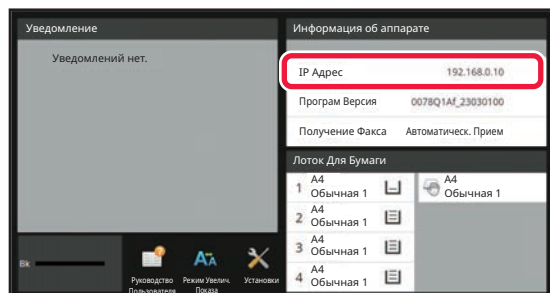 Уведомление
Уведомлений нет.
Информация об аппарате
IP Адрес 192.168.0.10
Програм Версия 0078Q1Af_23030100
Получение Факса Автоматическ. Прием
Лоток Для Бумаги
1 A4
Обычная 1
A4
Обычная 1
2 A4
Обычная 1
3 A4
Обычная 1
4 A4
Обычная 1
Bk
Руководство
Пользователя
Режим Увелич.
Показа
Установки